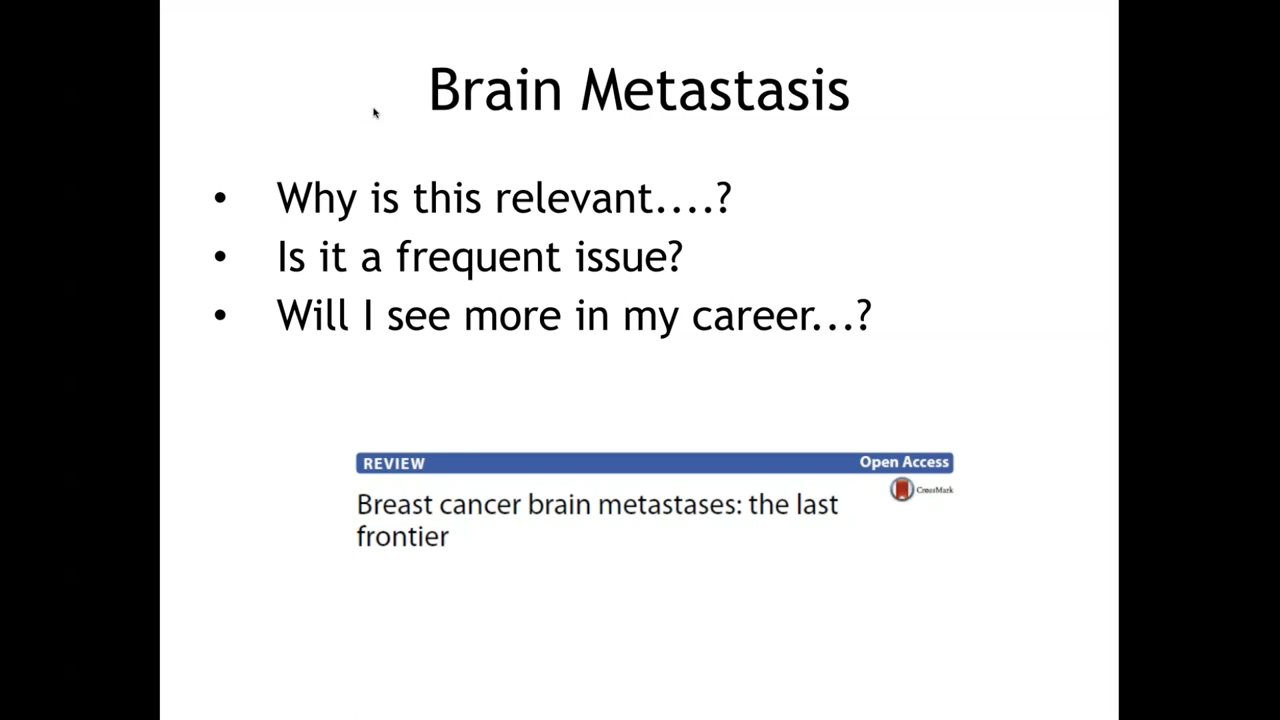 Brain Metastasis
• Why is this relevant....?
• Is it a frequent issue?
• Will I see more in my career...?
REVIEW Open Access
CrossMark
Breast cancer brain metastases: the last
frontier